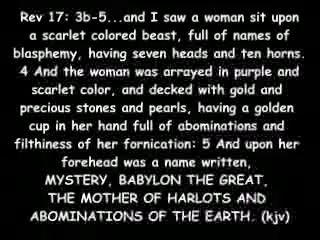 Rev 17: 3b-5...and I saw a woman sit upon
a scarlet colored beast, full of names of
blasphemy, having seven heads and ten horns.
4 And the woman was arrayed in purple and
scarlet color, and decked with gold and
precious stones and pearls, having a golden
cup in her hand full of abominations and
filthiness of her fornication: 5 And upon her
forehead was a name written,
MYSTERY, BABYLON THE GREAT,
THE MOTHER OF HARLOTS AND
ABOMINATIONS OF THE EARTH. (kjv)